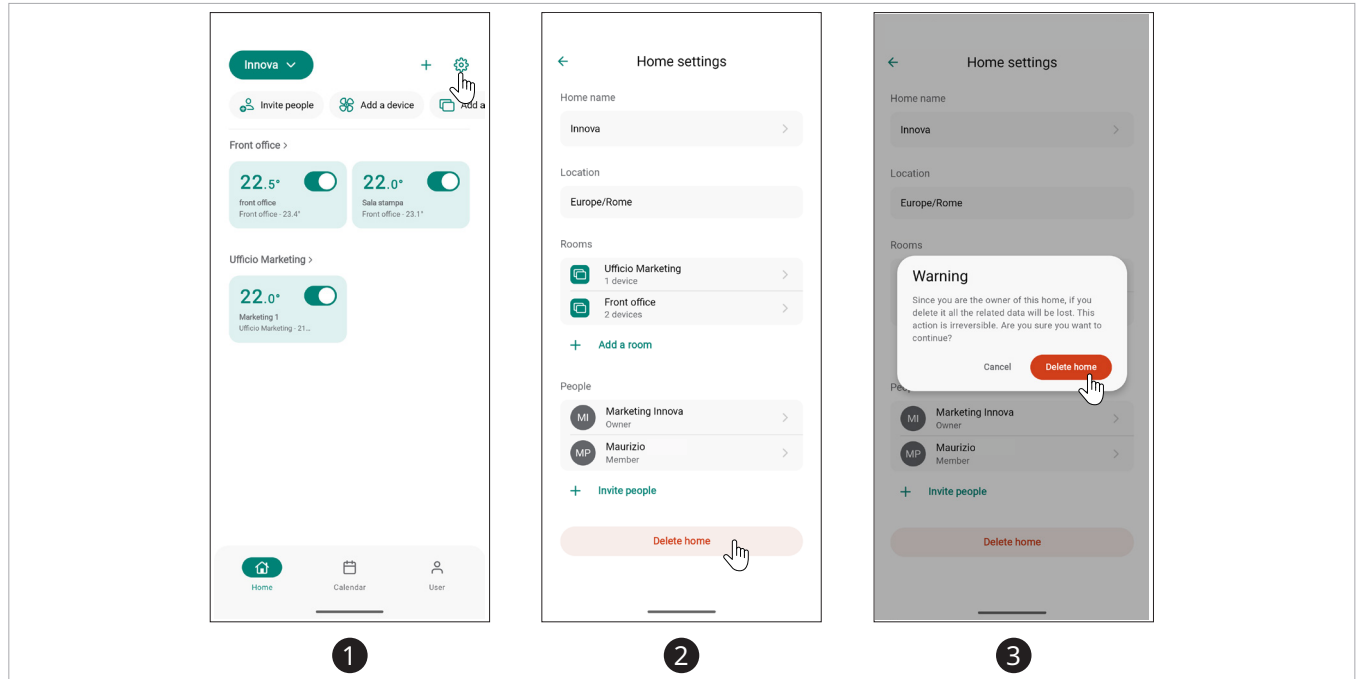 Innova
Invite people
Add a device
Add a
Front office >
22.5°
front office
Front office - 23.4°
22.0°
Sala stampa
Front office - 23.1°
Ufficio Marketing >
22.0°
Marketing 1
Ufficio Marketing - 21...
Home
Calendar
User
1
Home settings
Home name
Innova
Location
Europe/Rome
Rooms
Ufficio Marketing
1 device
Front office
2 devices
+ Add a room
People
MI
Marketing Innova
Owner
MP
Maurizio
Member
+ Invite people
Delete home
2
Home settings
Home name
Innova
Location
Europe/Rome
Rooms
Warning
Since you are the owner of this home, if you
delete it all the related data will be lost. This
action is irreversible. Are you sure you want to
continue?
Cancel
Delete home
MI
Marketing Innova
Owner
MP
Maurizio
Member
+ Invite people
Delete home
3